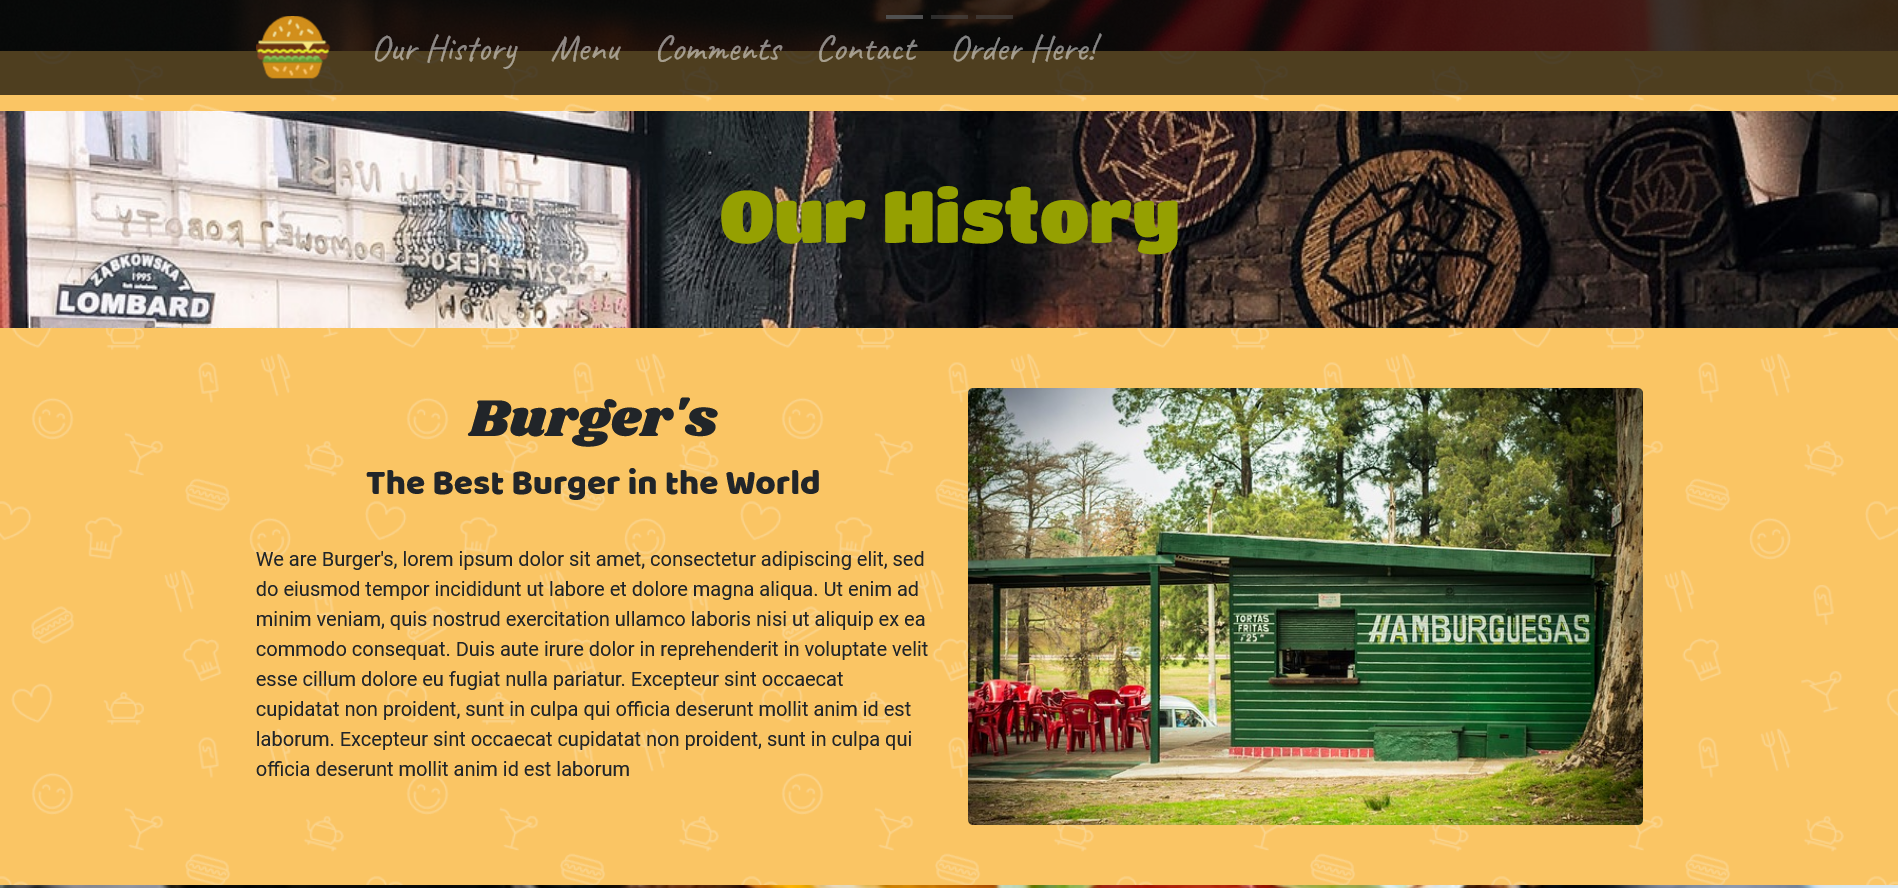 Our History Menu Comments Contact Order Here!
Our History
ZĄBKOWSKA 7
1995
LOMBARD
Burger's
The Best Burger in the World
We are Burger's, lorem ipsum dolor sit amet, consectetur adipiscing elit, sed
do eiusmod tempor incididunt ut labore et dolore magna aliqua. Ut enim ad
minim veniam, quis nostrud exercitation ullamco laboris nisi ut aliquip ex ea
commodo consequat. Duis aute irure dolor in reprehenderit in voluptate velit
esse cillum dolore eu fugiat nulla pariatur. Excepteur sint occaecat
cupidatat non proident, sunt in culpa qui officia deserunt mollit anim id est
laborum. Excepteur sint occaecat cupidatat non proident, sunt in culpa qui
officia deserunt mollit anim id est laborum
TORTAS
FRITAS
HAMBURGUESAS